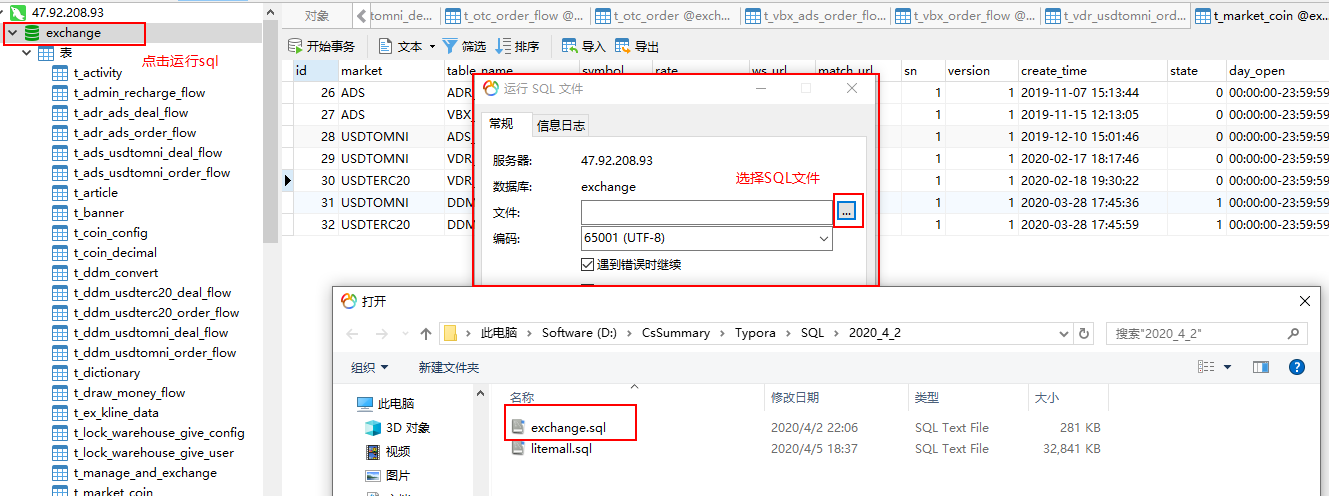 47.92.208.93
exchange
表
点击运行sql
t_activity
t_admin_recharge_flow
t_adr_ads_deal_flow
t_adr_ads_order_flow
t_ads_usdtomni_deal_flow
t_ads_usdtomni_order_flow
t_article
t_banner
t_coin_config
t_coin_decimal
t_ddm_convert
t_ddm_usdterc20_deal_flow
t_ddm_usdterc20_order_flow
t_ddm_usdtomni_deal_flow
t_ddm_usdtomni_order_flow
t_dictionary
t_draw_money_flow
t_ex_kline_data
t_lock_warehouse_give_config
t_lock_warehouse_give_user
t_manage_and_exchange
t_market_coin
对象 tomni_de... t_otc_order_flow @... t_otc_order @exch... t_vbx_ads_order_flo... t_vbx_order_flow @... t_vdr_usdtomni_ord... t_market_coin @ex...
开始事务 文本 筛选 排序 导入 导出
id market table_name symbol rate ws_url match_url sn version create_time state day_open
26 ADS ADR_ 1 1 2019-11-07 15:13:44 0 00:00:00-23:59:59
27 ADS VBX_ 1 1 2019-11-15 12:13:05 0 00:00:00-23:59:59
28 USDTOMNI ADS_ 1 1 2019-12-10 15:01:46 0 00:00:00-23:59:59
29 USDTOMNI VDR_ 1 1 2020-02-17 18:17:46 0 00:00:00-23:59:59
30 USDTERC20 VDR_ 1 1 2020-02-18 19:30:22 0 00:00:00-23:59:59
31 USDTOMNI DDM_ 1 1 2020-03-28 17:45:36 1 00:00:00-23:59:59
32 USDTERC20 DDM_ 1 1 2020-03-28 17:45:59 1 00:00:00-23:59:59
运行 SQL 文件
常规 信息日志
服务器: 47.92.208.93
数据库: exchange
选择SQL文件
文件: ...
编码: 65001 (UTF-8)
遇到错误时继续
打开
此电脑 > Software (D:) > CsSummary > Typora > SQL > 2020_4_2
搜索"2020_4_2"
组织 新建文件夹
此电脑
3D 对象
视频
图片
名称 修改日期 类型 大小
exchange.sql 2020/4/2 22:06 SQL Text File 281 KB
litemall.sql 2020/4/5 18:37 SQL Text File 32,841 KB